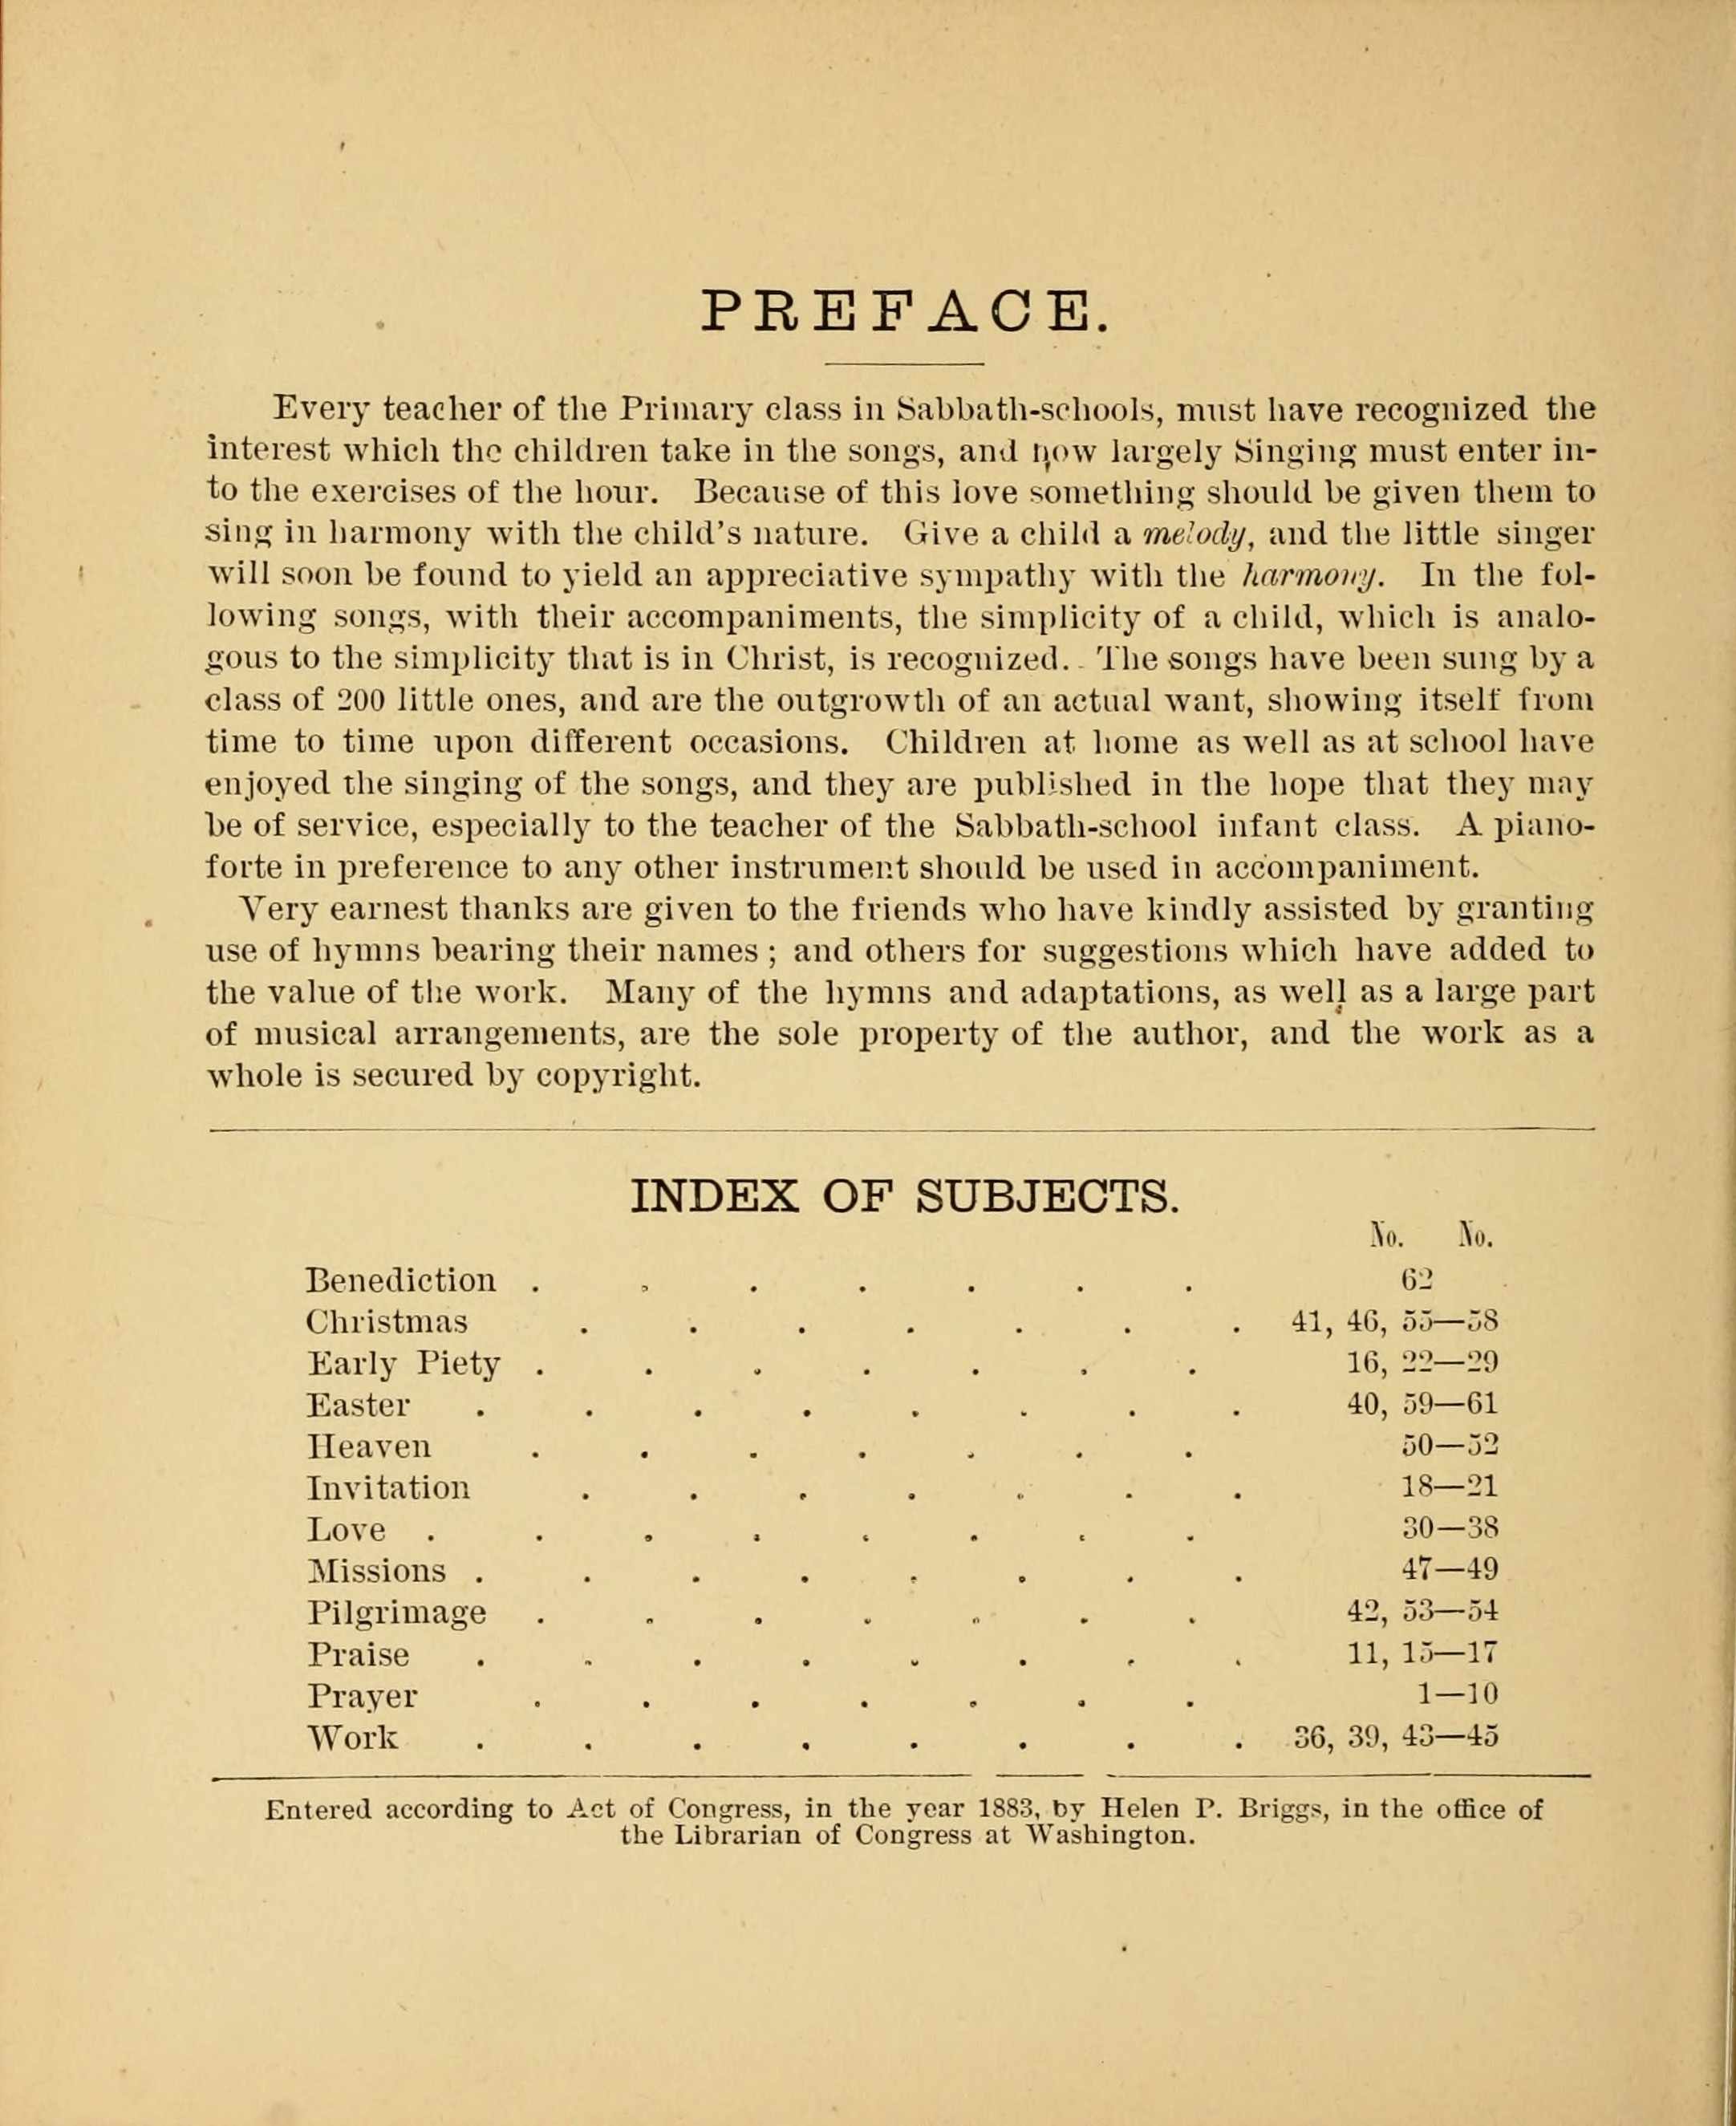 PREFACE.
Every teacher of the Primary class in Sabbath-schools, must have recognized the
interest which the children take in the songs, and how largely Singing must enter in-
to the exercises of the hour. Because of this love something should be given them to
sing in harmony with the child's nature. Give a child a melody, and the little singer
will soon be found to yield an appreciative sympathy with the harmony. In the fol-
lowing songs, with their accompaniments, the simplicity of a child, which is analo-
gous to the simplicity that is in Christ, is recognized. The songs have been sung by a
class of 200 little ones, and are the outgrowth of an actual want, showing itself from
time to time upon different occasions. Children at home as well as at school have
enjoyed the singing of the songs, and they are published in the hope that they may
be of service, especially to the teacher of the Sabbath-school infant class. A piano-
forte in preference to any other instrument should be used in accompaniment.
Very earnest thanks are given to the friends who have kindly assisted by granting
use of hymns bearing their names ; and others for suggestions which have added to
the value of the work. Many of the hymns and adaptations, as well as a large part
of musical arrangements, are the sole property of the author, and the work as a
whole is secured by copyright.
INDEX OF SUBJECTS.
No. No.
Benediction . . . . . . . 62
Christmas . . . . . . . 41, 46, 55—58
Early Piety . . . . . . . 16, 22—29
Easter . . . . . . . . 40, 59—61
Heaven . . . . . . . 50—52
Invitation . . . . . . . 18—21
Love . . . . . . . . 30—38
Missions . . . . . . . . 47—49
Pilgrimage . . . . . . . 42, 53—54
Praise . . . . . . . . 11, 15—17
Prayer . . . . . . . 1—10
Work . . . . . . . . 36, 39, 43—45
Entered according to Act of Congress, in the year 1883, by Helen P. Briggs, in the office of
the Librarian of Congress at Washington.